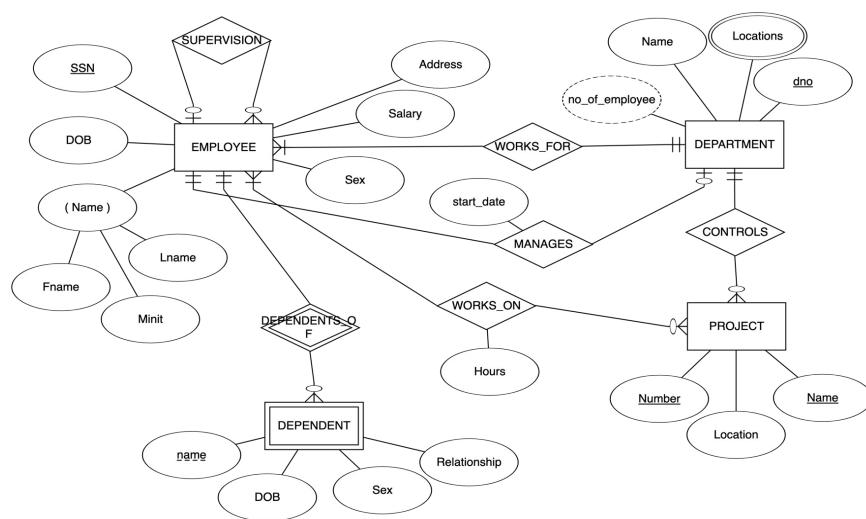 SUPERVISION
SSN
Address
Name
Locations
dno
no_of_employee
Salary
DOB
EMPLOYEE
WORKS_FOR
DEPARTMENT
Sex
( Name )
start_date
MANAGES
CONTROLS
Lname
Fname
Minit
DEPENDENTS_O
F
WORKS_ON
PROJECT
Hours
Number
Name
Location
DEPENDENT
name
DOB
Sex
Relationship